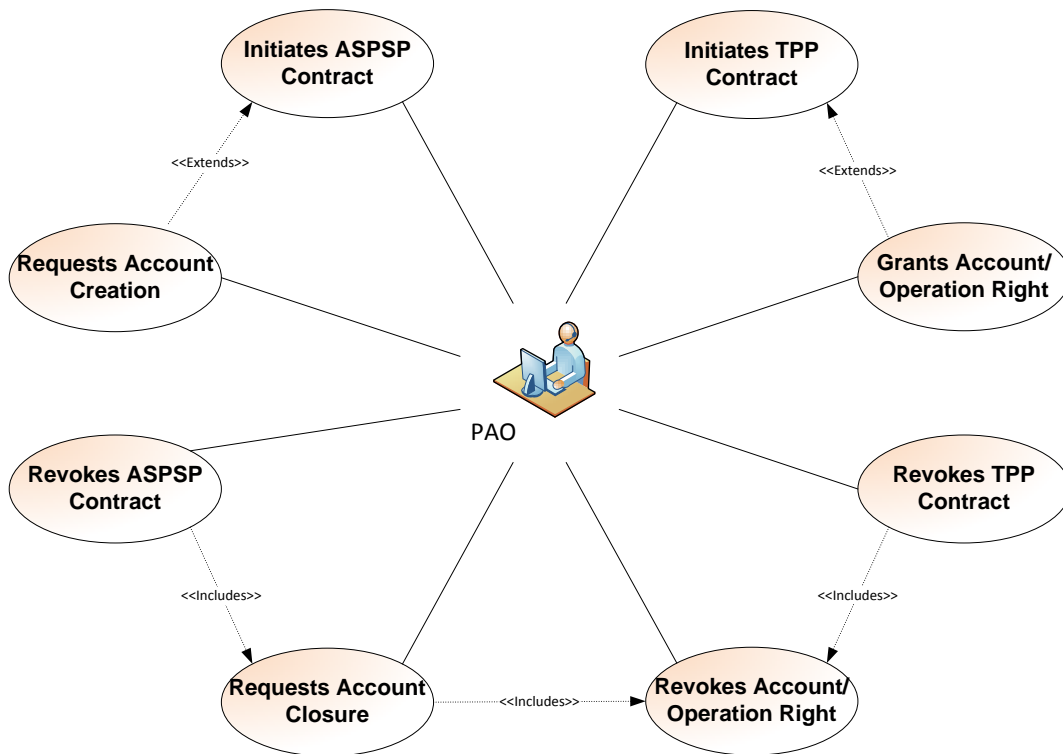 Initiates ASPSP
Contract
Initiates TPP
Contract
<<Extends>>
<<Extends>>
Requests Account
Creation
Grants Account/
Operation Right
PAO
Revokes ASPSP
Contract
Revokes TPP
Contract
<<Includes>>
<<Includes>>
Requests Account
Closure
<<Includes>>
Revokes Account/
Operation Right